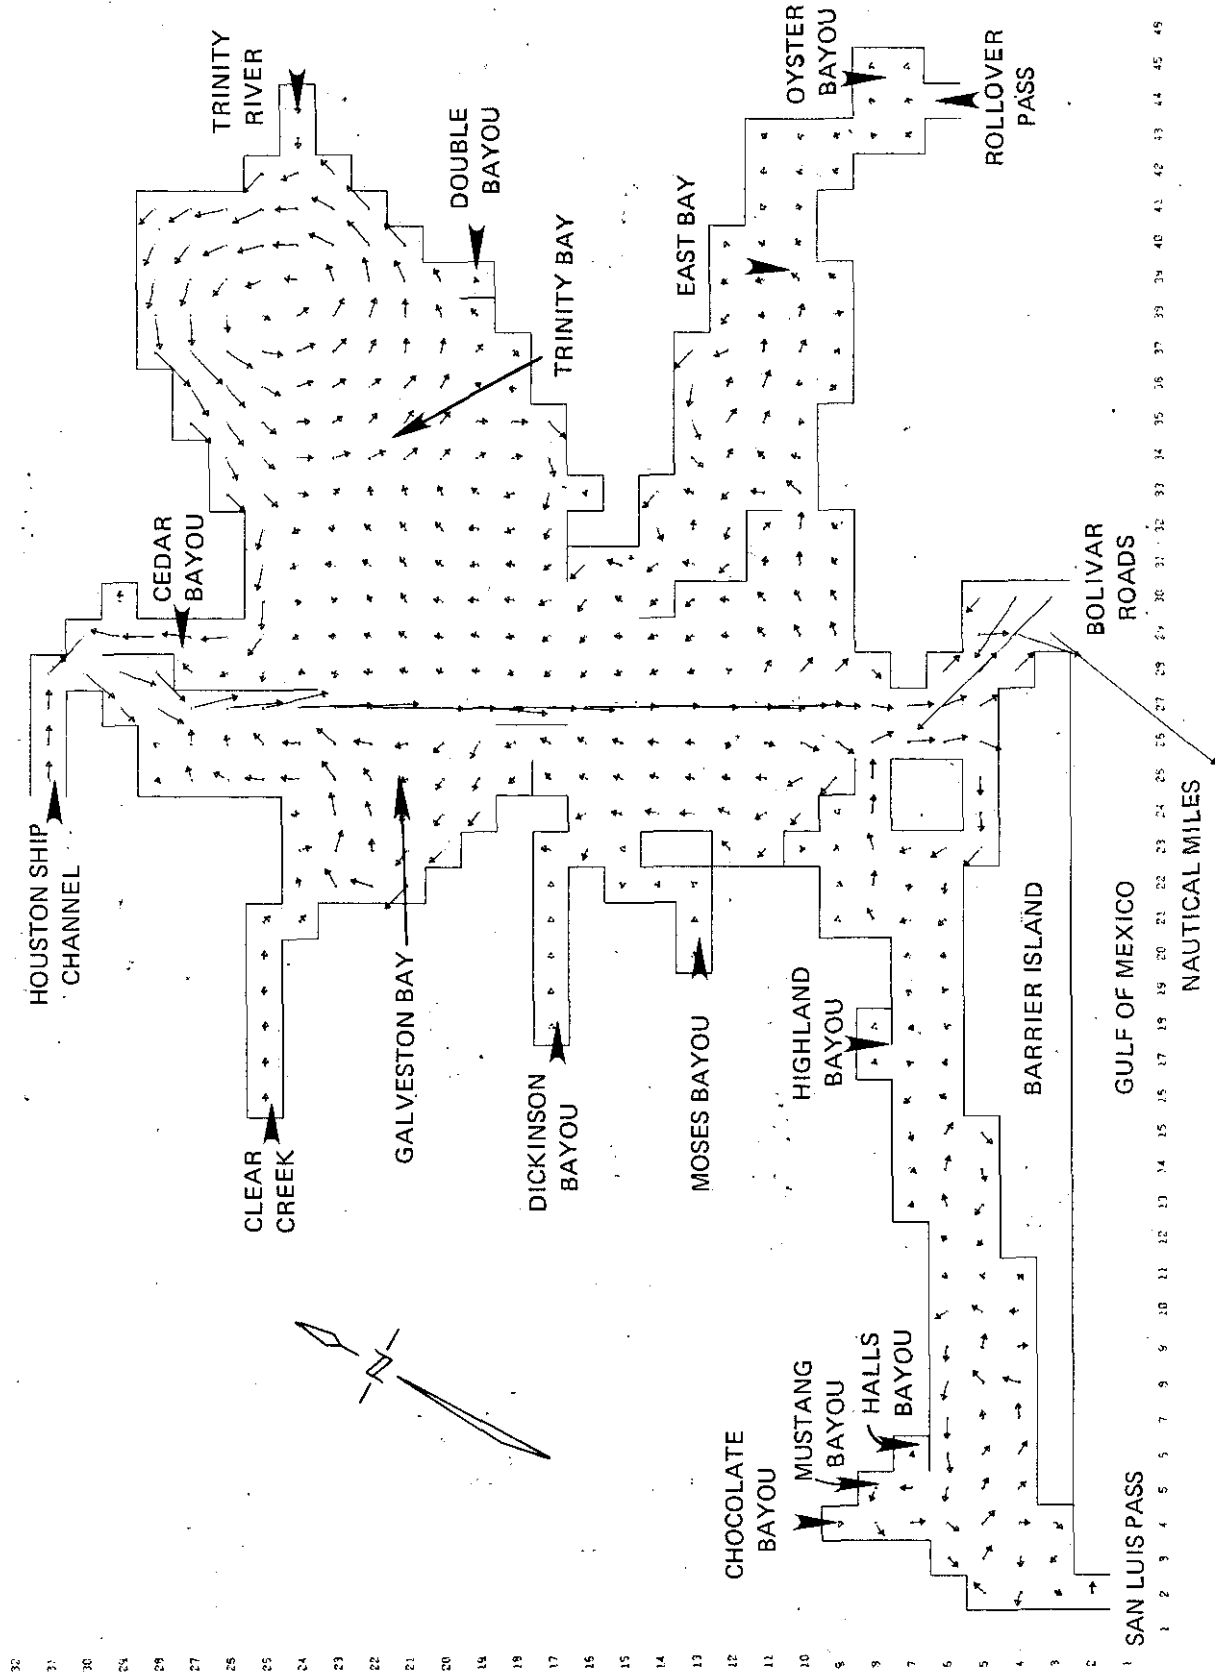 HOUSTON SHIP
CHANNEL
CEDAR
BAYOU
TRINITY
RIVER
DOUBLE
BAYOU
TRINITY BAY
EAST BAY
OYSTER
BAYOU
ROLLOVER
PASS
CLEAR
CREEK
GALVESTON BAY
DICKINSON
BAYOU
MOSES BAYOU
HIGHLAND
BAYOU
BOLIVAR
ROADS
N
CHOCOLATE
BAYOU
MUSTANG
BAYOU
HALLS
BAYOU
BARRIER ISLAND
GULF OF MEXICO
SAN LUIS PASS
NAUTICAL MILES